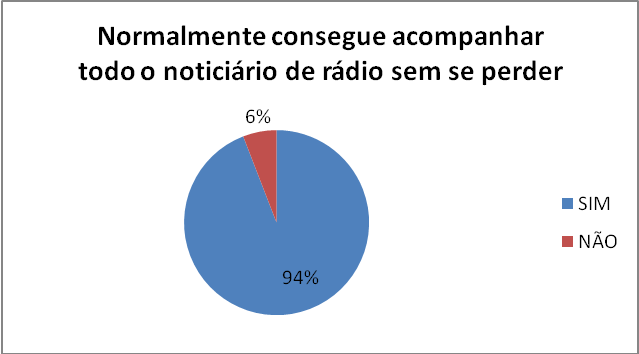 Normalmente consegue acompanhar
todo o noticiário de rádio sem se perder
6%
94%
SIM
NÃO